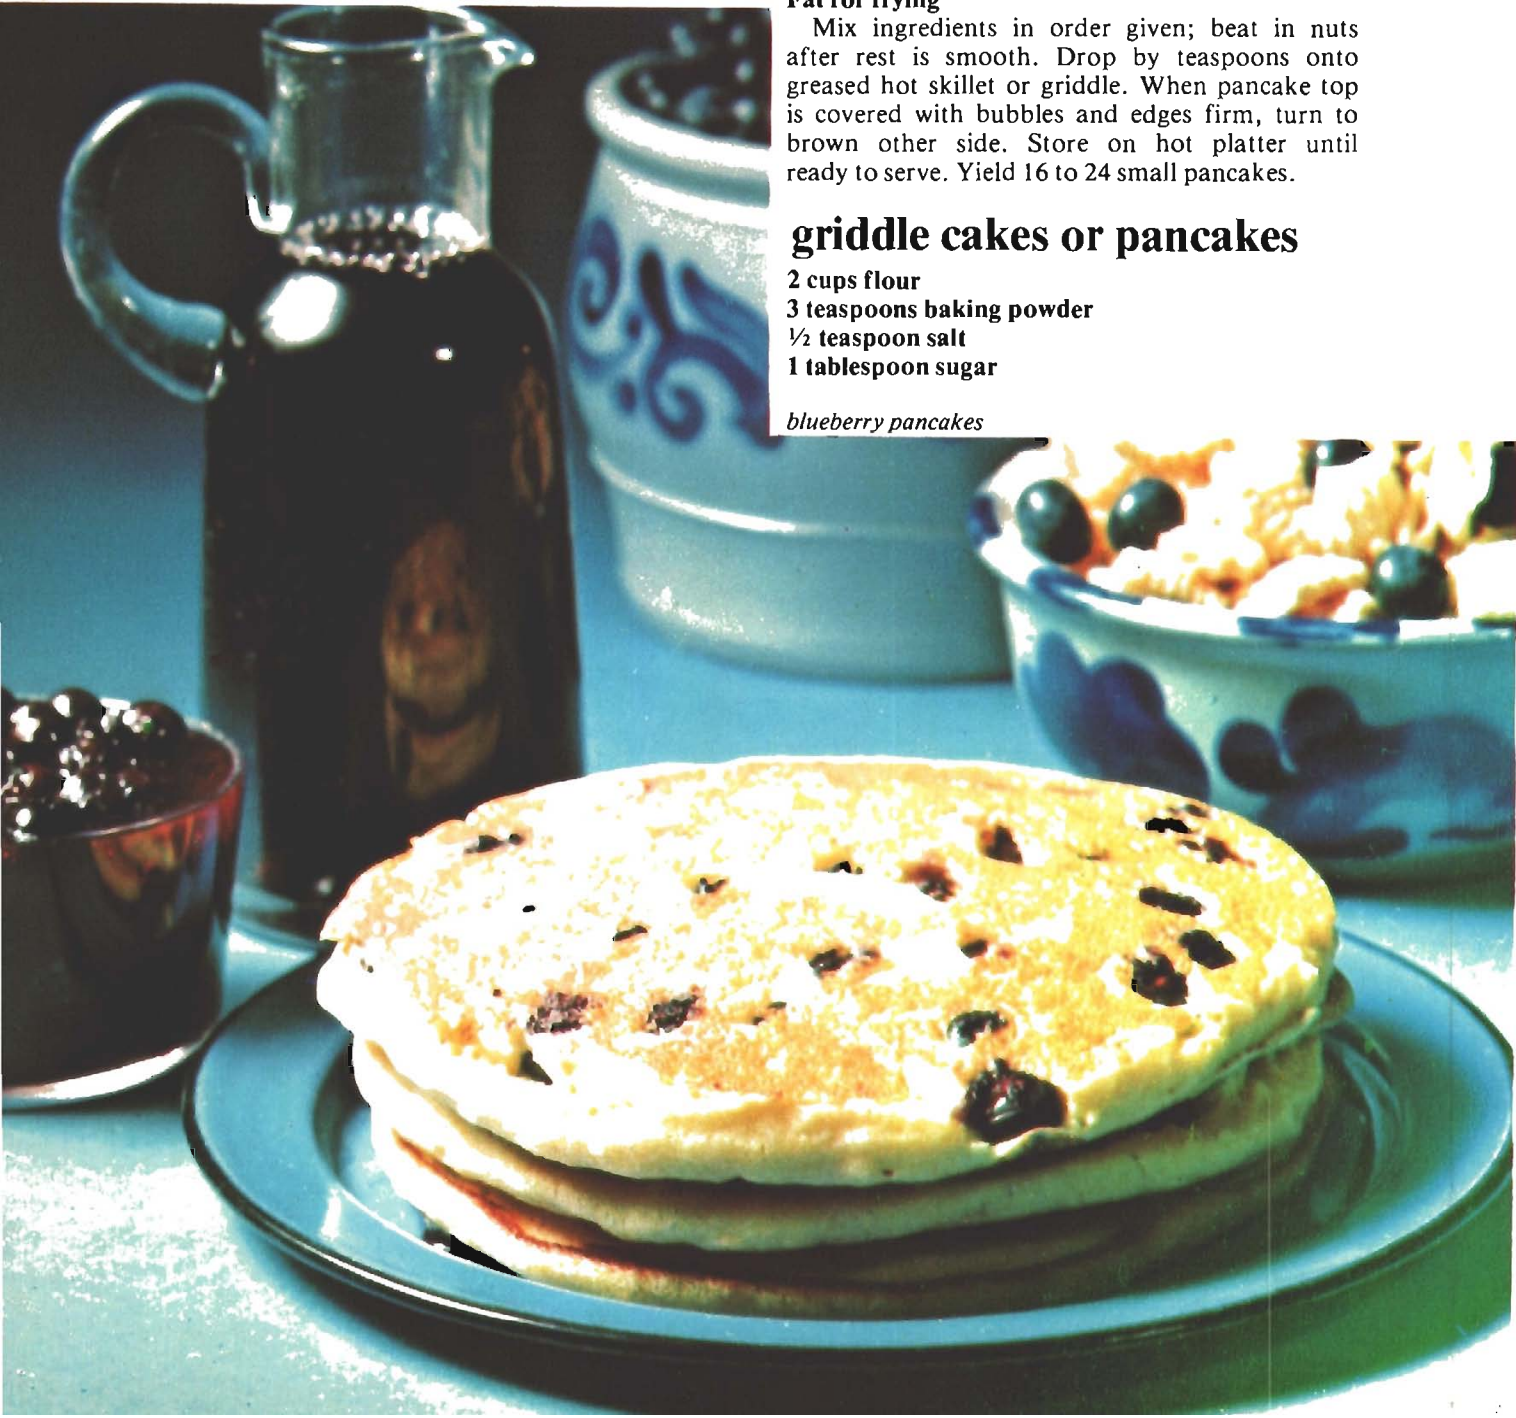 Fat for frying
Mix ingredients in order given; beat in nuts
after rest is smooth. Drop by teaspoons onto
greased hot skillet or griddle. When pancake top
is covered with bubbles and edges firm, turn to
brown other side. Store on hot platter until
ready to serve. Yield 16 to 24 small pancakes.
griddle cakes or pancakes
2 cups flour
3 teaspoons baking powder
½ teaspoon salt
1 tablespoon sugar
blueberry pancakes